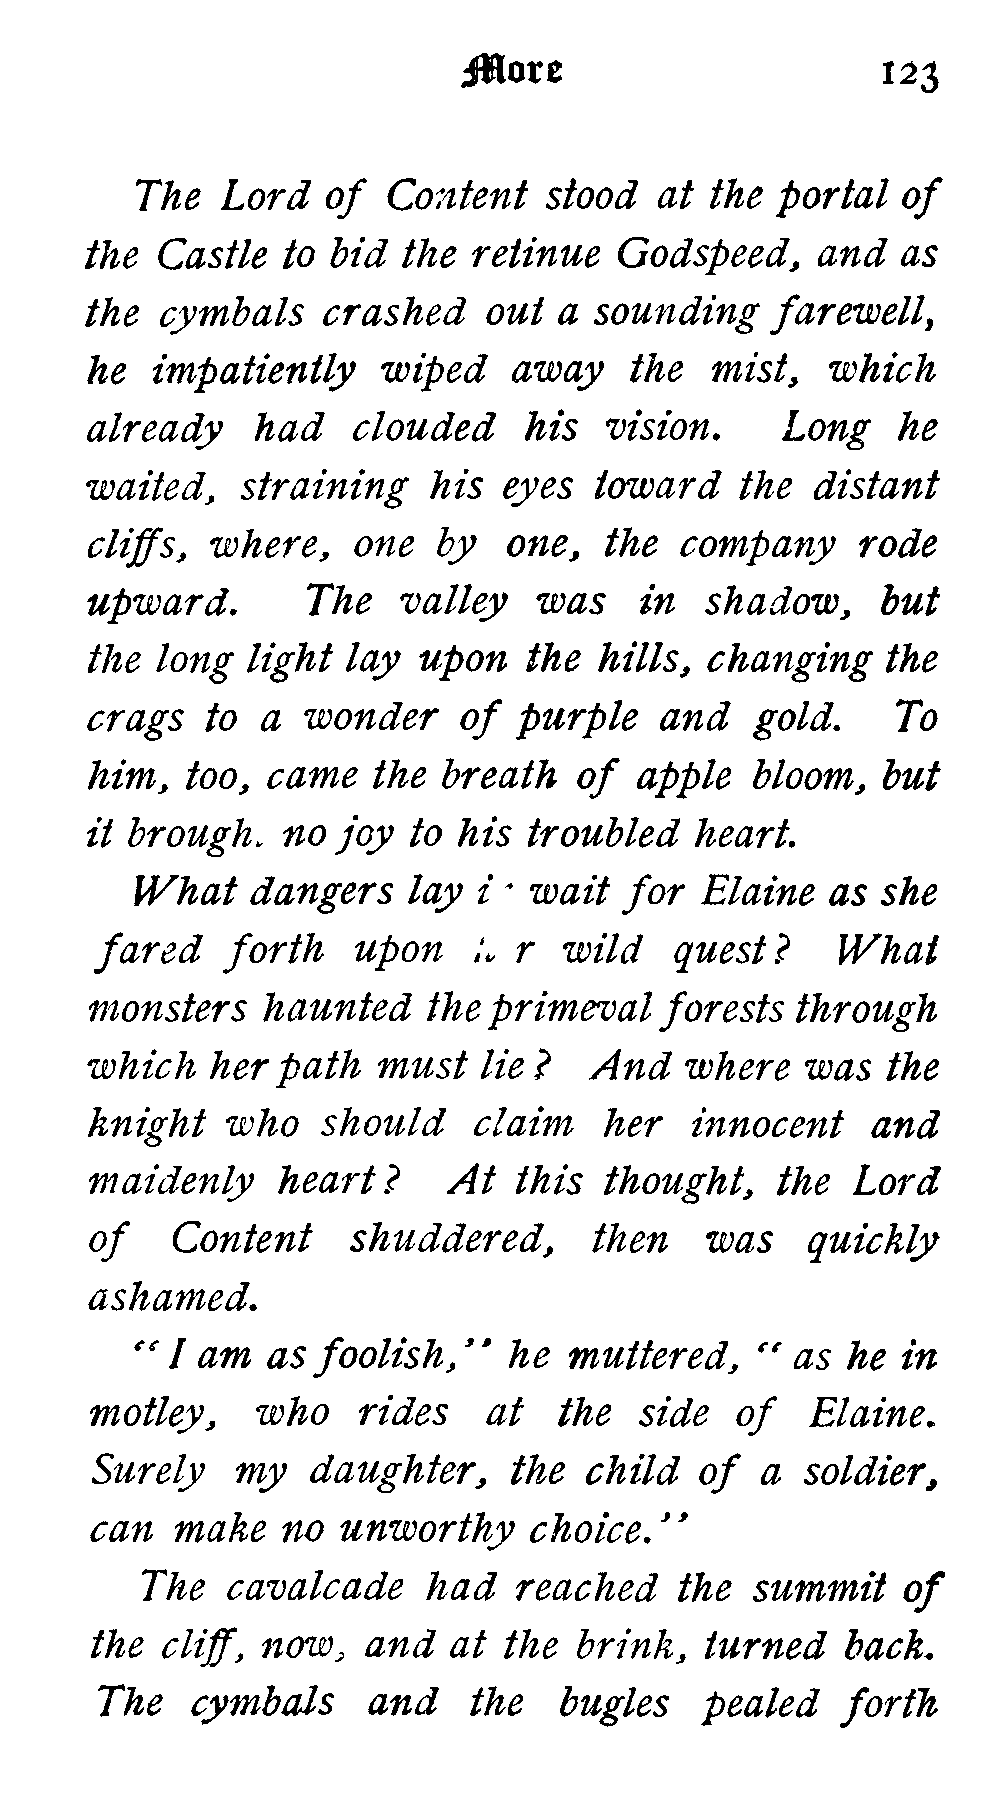 More 123
The Lord of Content stood at the portal of
the Castle to bid the retinue Godspeed, and as
the cymbals crashed out a sounding farewell,
he impatiently wiped away the mist, which
already had clouded his vision. Long he
waited, straining his eyes toward the distant
cliffs, where, one by one, the company rode
upward. The valley was in shadow, but
the long light lay upon the hills, changing the
crags to a wonder of purple and gold. To
him, too, came the breath of apple bloom, but
it brough. no joy to his troubled heart.
What dangers lay i wait for Elaine as she
fared forth upon r wild quest? What
monsters haunted the primeval forests through
which her path must lie? And where was the
knight who should claim her innocent and
maidenly heart? At this thought, the Lord
of Content shuddered, then was quickly
ashamed.
"I am as foolish," he muttered, "as he in
motley, who rides at the side of Elaine.
Surely my daughter, the child of a soldier,
can make no unworthy choice."
The cavalcade had reached the summit of
the cliff, now, and at the brink, turned back.
The cymbals and the bugles pealed forth